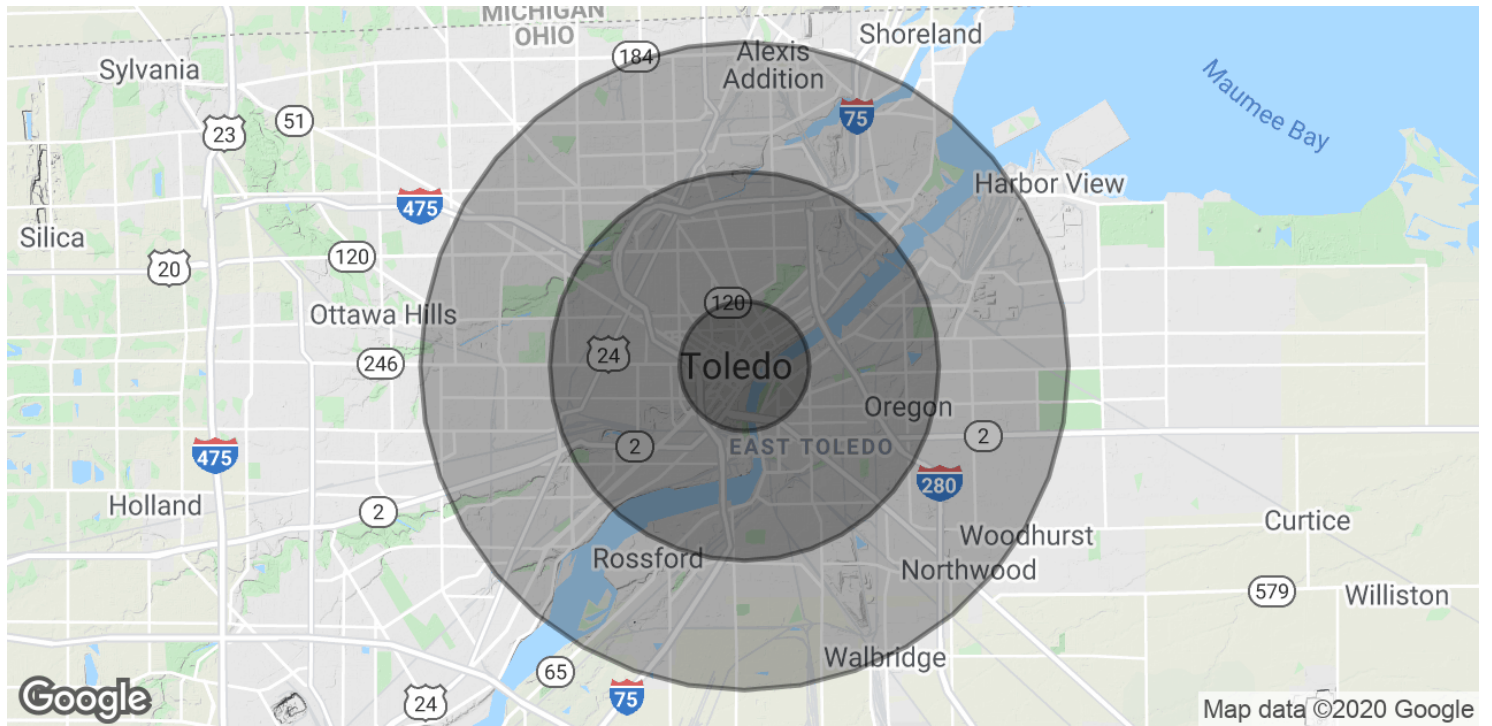 MICHIGAN
OHIO
Shoreland
184
Alexis
Addition
Sylvania
Maumee Bay
75
51
23
Harbor View
475
Silica
120
20
120
Ottawa Hills
24
246
Toledo
Oregon
2
2
EAST TOLEDO
475
280
Holland
2
Curtice
Woodhurst
Rossford
Northwood
579
Williston
Walbridge
65
75
24
Google
Map data ©2020 Google